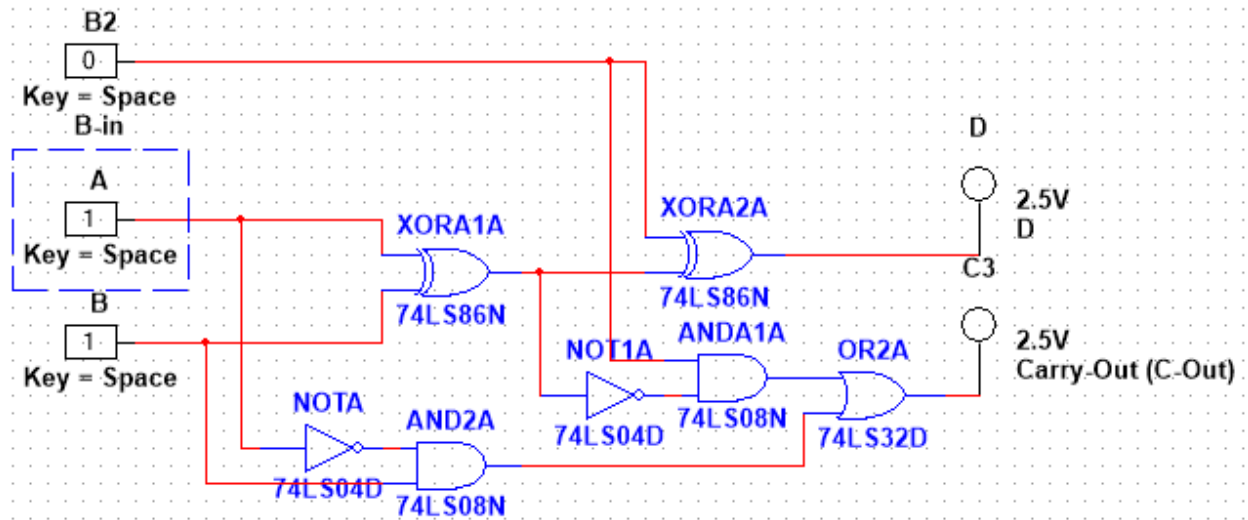 B2
0
Key = Space
B-in
A
1
Key = Space
B
1
Key = Space
XORA1A
74LS86N
XORA2A
74LS86N
D
2.5V
D
C3
2.5V
Carry-Out (C-Out)
NOT1A
74LS04D
ANDA1A
74LS08N
OR2A
74LS32D
NOTA
74LS04D
AND2A
74LS08N